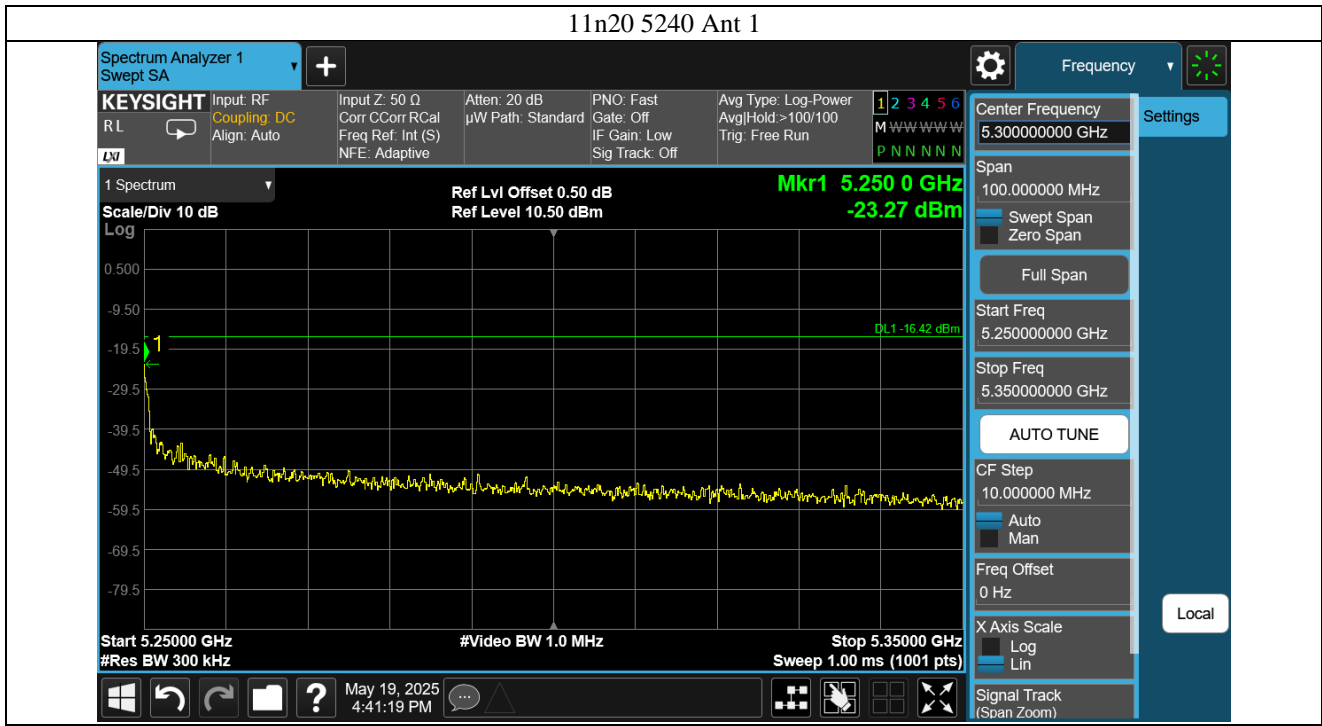 11n20 5240 Ant 1
Spectrum Analyzer 1
Swept SA
Frequency
KEYSIGHT
R L
LXI
Input: RF
Coupling: DC
Align: Auto
Input Z: 50 Ω
Corr CCorr RCal
Freq Ref: Int (S)
NFE: Adaptive
Atten: 20 dB
µW Path: Standard
PNO: Fast
Gate: Off
IF Gain: Low
Sig Track: Off
Avg Type: Log-Power
Avg|Hold:>100/100
Trig: Free Run
1 2 3 4 5 6
M W W W W W
P N N N N N
1 Spectrum
Scale/Div 10 dB
Log
Ref Lvl Offset 0.50 dB
Ref Level 10.50 dBm
Mkr1 5.250 0 GHz
-23.27 dBm
0.500
-9.50
DL1 -16.42 dBm
1
-19.5
-29.5
-39.5
-49.5
-59.5
-69.5
-79.5
Start 5.25000 GHz
#Res BW 300 kHz
#Video BW 1.0 MHz
Stop 5.35000 GHz
Sweep 1.00 ms (1001 pts)
Center Frequency
5.300000000 GHz
Span
100.000000 MHz
Swept Span
Zero Span
Full Span
Start Freq
5.250000000 GHz
Stop Freq
5.350000000 GHz
AUTO TUNE
CF Step
10.000000 MHz
Auto
Man
Freq Offset
0 Hz
X Axis Scale
Log
Lin
Signal Track
(Span Zoom)
Settings
Local
?
May 19, 2025
4:41:19 PM